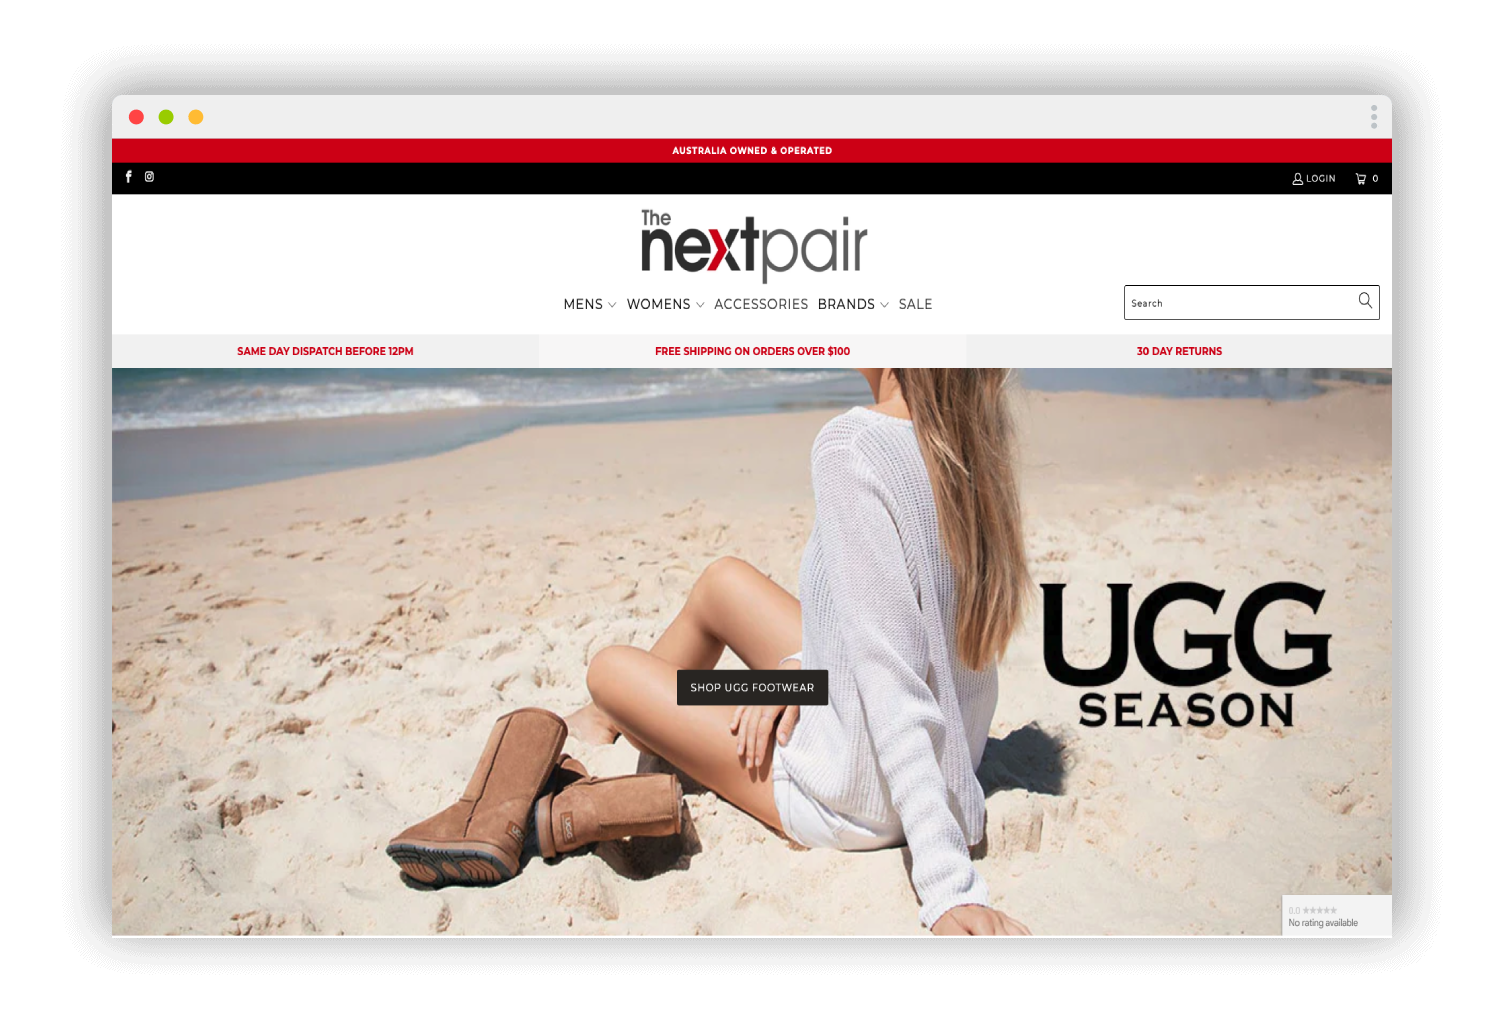 AUSTRALIA OWNED & OPERATED
LOGIN
0
The
nextpair
MENS
WOMENS
ACCESSORIES
BRANDS
SALE
Search
SAME DAY DISPATCH BEFORE 12PM
FREE SHIPPING ON ORDERS OVER $100
30 DAY RETURNS
UGG
SEASON
SHOP UGG FOOTWEAR
UGG
0.0
No rating available